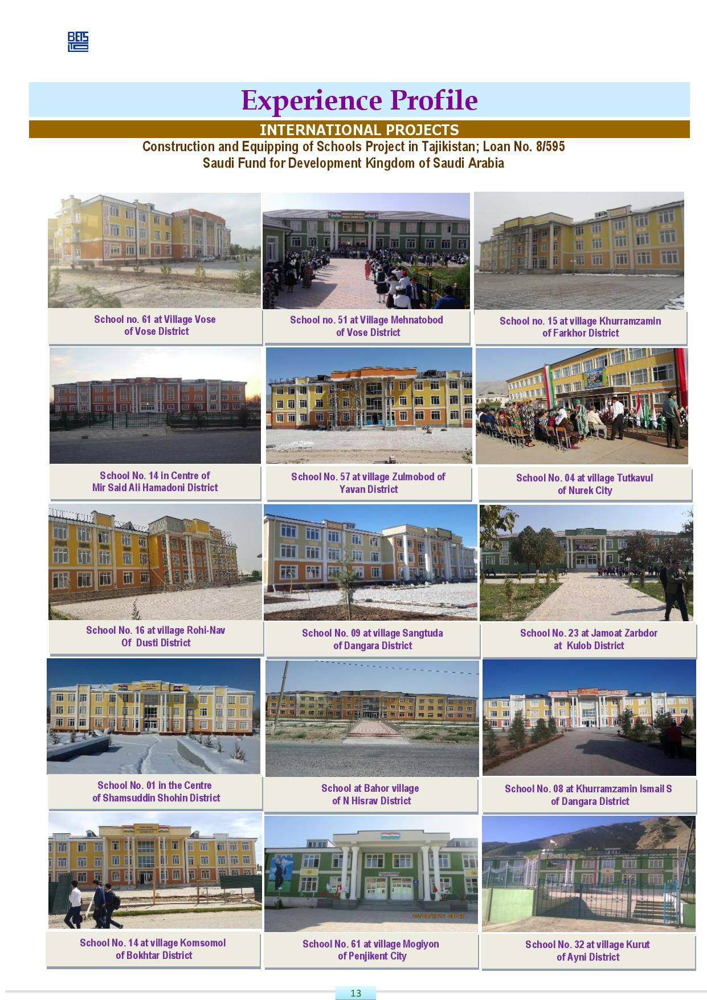 BETS
Experience Profile
INTERNATIONAL PROJECTS
Construction and Equipping of Schools Project in Tajikistan; Loan No. 8/595
Saudi Fund for Development Kingdom of Saudi Arabia
School no. 61 at Village Vose
of Vose District
School no. 51 at Village Mehnatobod
of Vose District
School no. 15 at village Khurramzamin
of Farkhor District
School No. 14 in Centre of
Mir Said Ali Hamadoni District
School No. 57 at village Zulmobod of
Yavan District
School No. 04 at village Tutkavul
of Nurek City
School No. 16 at village Rohi-Nav
Of Dusti District
School No. 09 at village Sangtuda
of Dangara District
School No. 23 at Jamoat Zarbdor
at Kulob District
School No. 01 in the Centre
of Shamsuddin Shohin District
School at Bahor village
of N Hisrav District
School No. 08 at Khurramzamin Ismail S
of Dangara District
School No. 14 at village Komsomol
of Bokhtar District
06/09/2016 09:42
School No. 61 at village Mogiyon
of Penjikent City
School No. 32 at village Kurut
of Ayni District
13